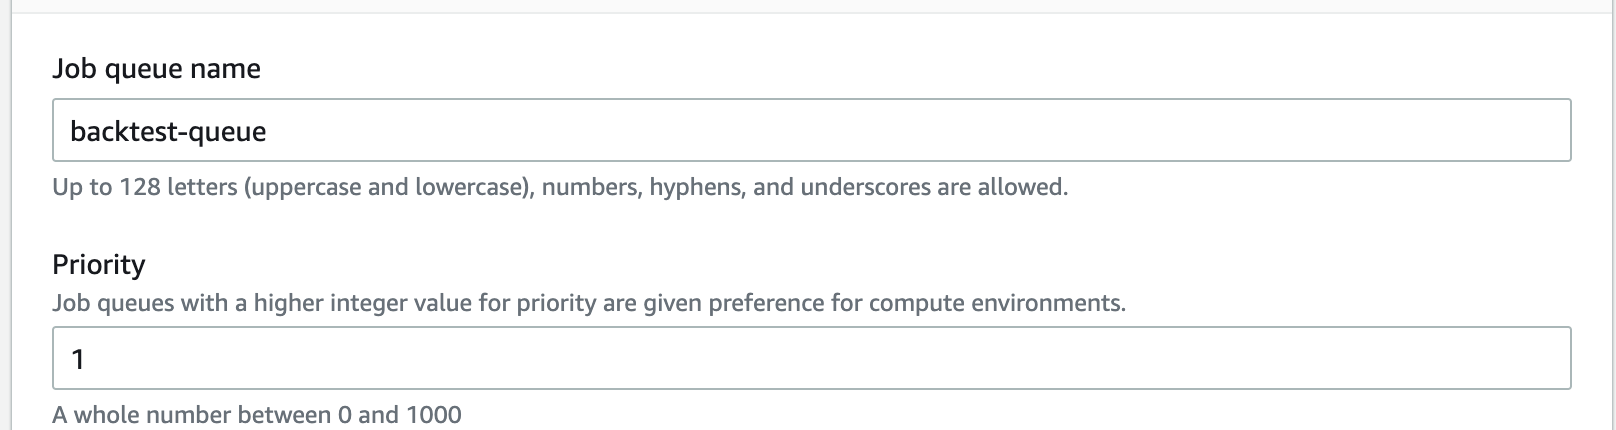 Job queue name
backtest-queue
Up to 128 letters (uppercase and lowercase), numbers, hyphens, and underscores are allowed.
Priority
Job queues with a higher integer value for priority are given preference for compute environments.
1
A whole number between 0 and 1000